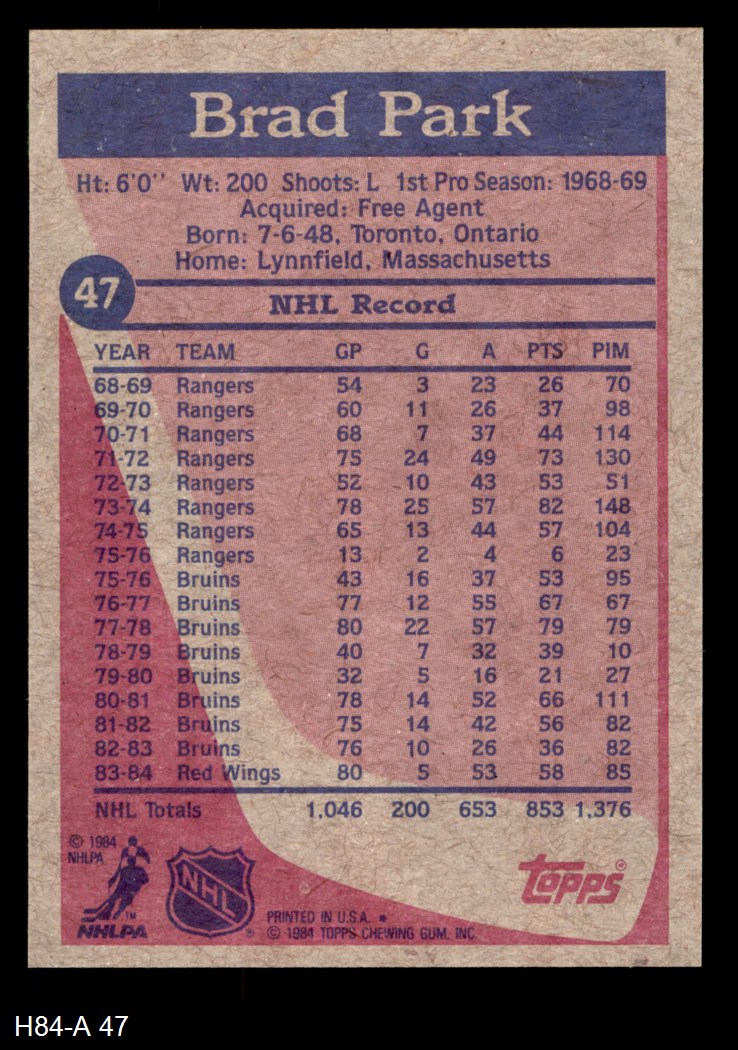 Brad Park
Ht: 6'0'' Wt: 200 Shoots: L 1st Pro Season: 1968-69
Acquired: Free Agent
Born: 7-6-48, Toronto, Ontario
Home: Lynnfield, Massachusetts
47
NHL Record
YEAR TEAM GP G A PTS PIM
68-69 Rangers 54 3 23 26 70
69-70 Rangers 60 11 26 37 98
70-71 Rangers 68 7 37 44 114
71-72 Rangers 75 24 49 73 130
72-73 Rangers 52 10 43 53 51
73-74 Rangers 78 25 57 82 148
74-75 Rangers 65 13 44 57 104
75-76 Rangers 13 2 4 6 23
75-76 Bruins 43 16 37 53 95
76-77 Bruins 77 12 55 67 67
77-78 Bruins 80 22 57 79 79
78-79 Bruins 40 7 32 39 10
79-80 Bruins 32 5 16 21 27
80-81 Bruins 78 14 52 66 111
81-82 Bruins 75 14 42 56 82
82-83 Bruins 76 10 26 36 82
83-84 Red Wings 80 5 53 58 85
NHL Totals 1,046 200 653 853 1,376
© 1984
NHLPA
TM
NHLPA
NHL
®
topps®
PRINTED IN U.S.A. *
© 1984 TOPPS CHEWING GUM, INC.
H84-A 47